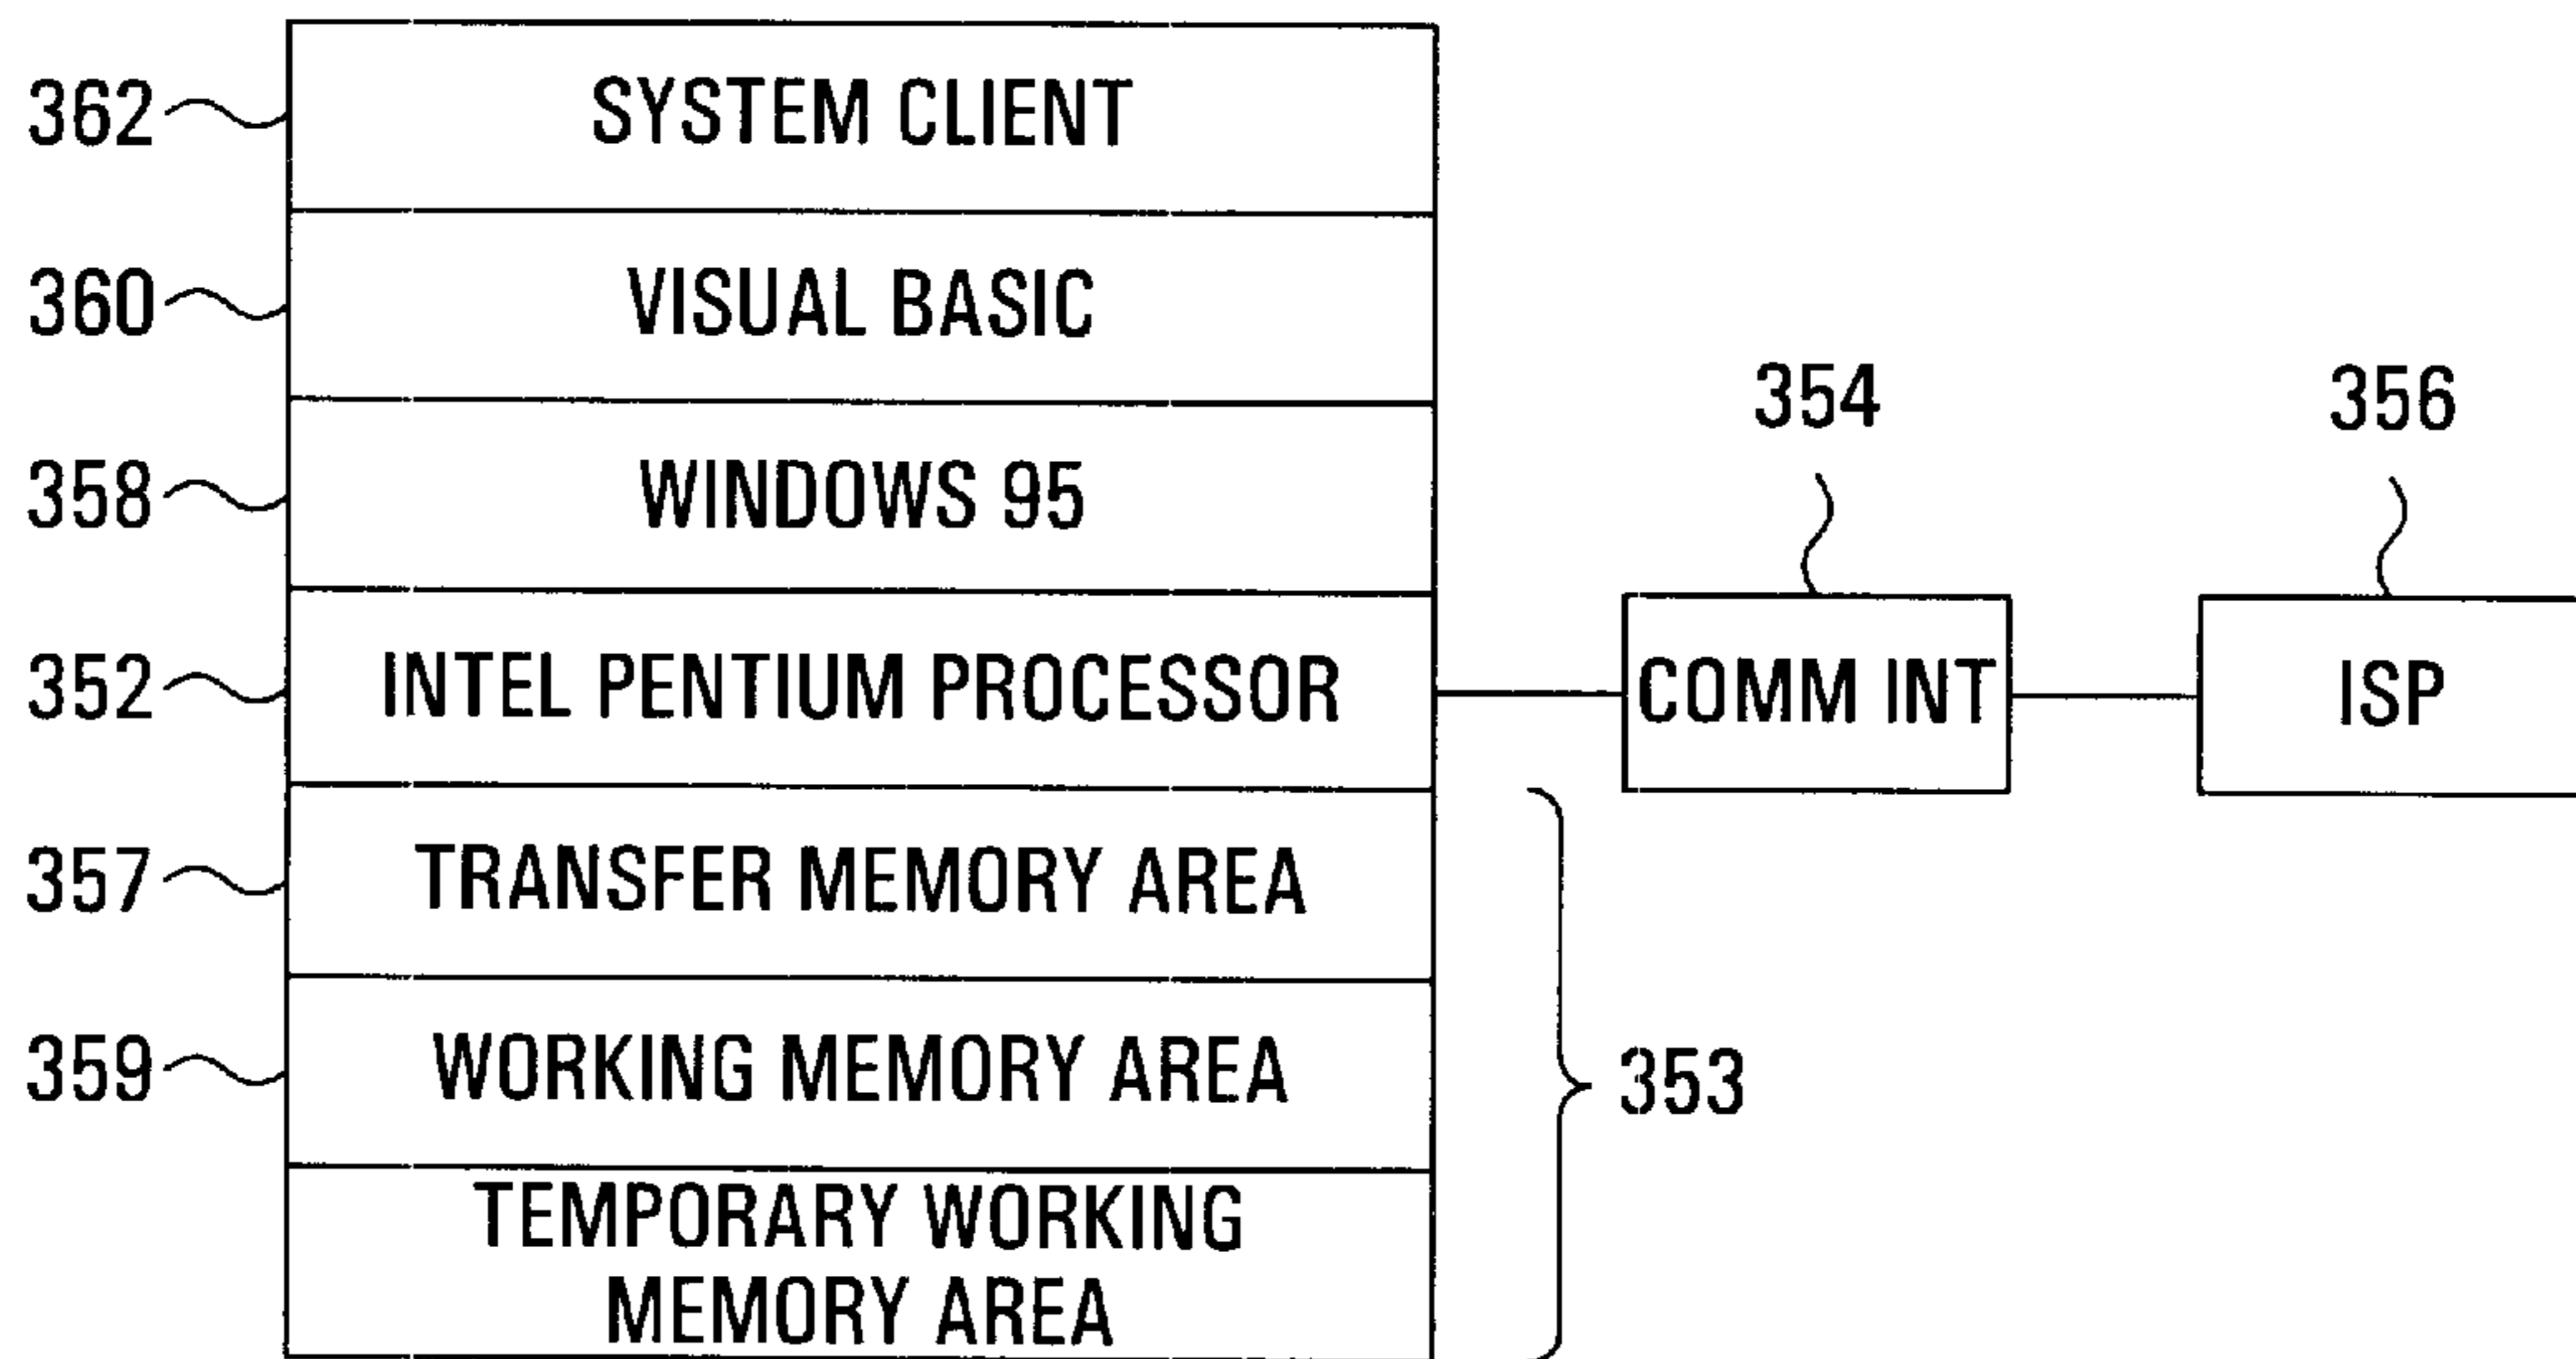 362 SYSTEM CLIENT
360 VISUAL BASIC
354 356
358 WINDOWS 95
352 INTEL PENTIUM PROCESSOR COMM INT ISP
357 TRANSFER MEMORY AREA
359 WORKING MEMORY AREA 353
TEMPORARY WORKING
MEMORY AREA